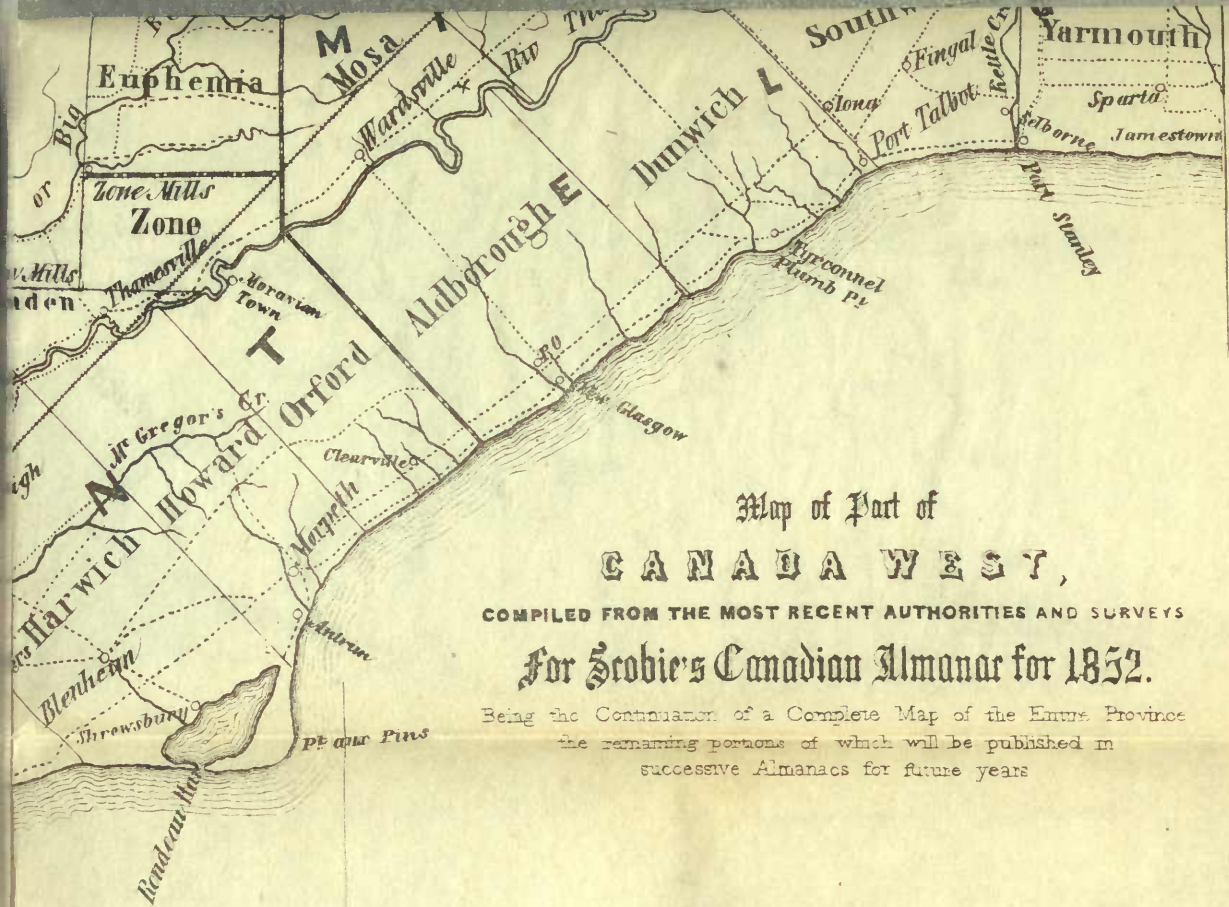 M
Mosa
Wardsville
Riv
Euphemia
Big
or
Zone Mills
Zone
Thamesville
Moravian
Town
T
Aldborough
E
Dunwich
L
Fingal
Iona
Port Talbot
Kettle Cr
Yarmouth
Sparta
Selborne
Jamestown
Port Stanley
Tyrconnel
Plumb Pt
P.O
New Glasgow
Mc Gregor's Cr.
Orford
Howard
N
Clearville
Morpeth
Harwich
Antrim
Blenheim
Shrewsbury
Pt aux Pins
Rondeau Har
Map of Part of
CANADA WEST,
COMPILED FROM THE MOST RECENT AUTHORITIES AND SURVEYS
For Scobie's Canadian Almanac for 1852.
Being the Continuation of a Complete Map of the Entire Province
the remaining portions of which will be published in
successive Almanacs for future years